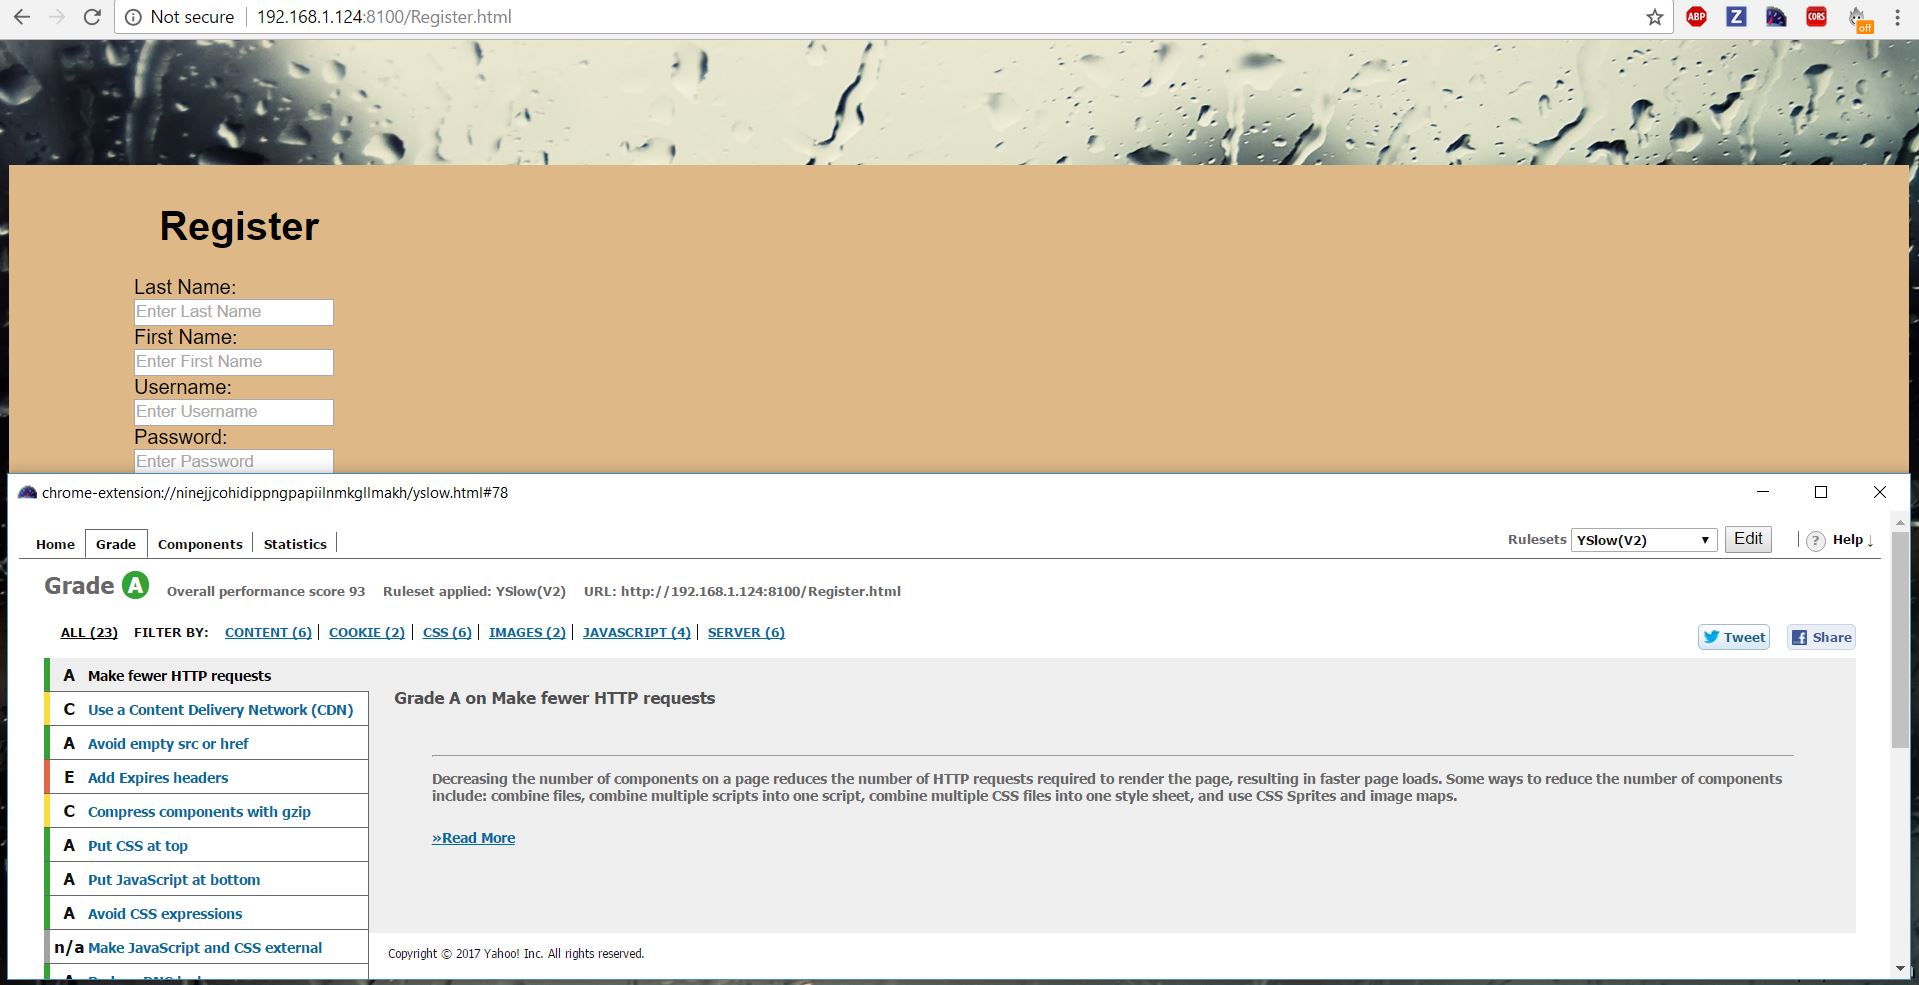 Not secure 192.168.1.124:8100/Register.html
ABP Z CORS off
Register
Last Name:
Enter Last Name
First Name:
Enter First Name
Username:
Enter Username
Password:
Enter Password
chrome-extension://ninejjcohidippngpapiilnmkgllmakh/yslow.html#78
Home Grade Components Statistics
Rulesets YSlow(V2) Edit ? Help ↓
Grade A Overall performance score 93 Ruleset applied: YSlow(V2) URL: http://192.168.1.124:8100/Register.html
ALL (23) FILTER BY: CONTENT (6) COOKIE (2) CSS (6) IMAGES (2) JAVASCRIPT (4) SERVER (6)
Tweet Share
A Make fewer HTTP requests
C Use a Content Delivery Network (CDN)
A Avoid empty src or href
E Add Expires headers
C Compress components with gzip
A Put CSS at top
A Put JavaScript at bottom
A Avoid CSS expressions
n/a Make JavaScript and CSS external
Grade A on Make fewer HTTP requests
Decreasing the number of components on a page reduces the number of HTTP requests required to render the page, resulting in faster page loads. Some ways to reduce the number of components
include: combine files, combine multiple scripts into one script, combine multiple CSS files into one style sheet, and use CSS Sprites and image maps.
»Read More
Copyright © 2017 Yahoo! Inc. All rights reserved.